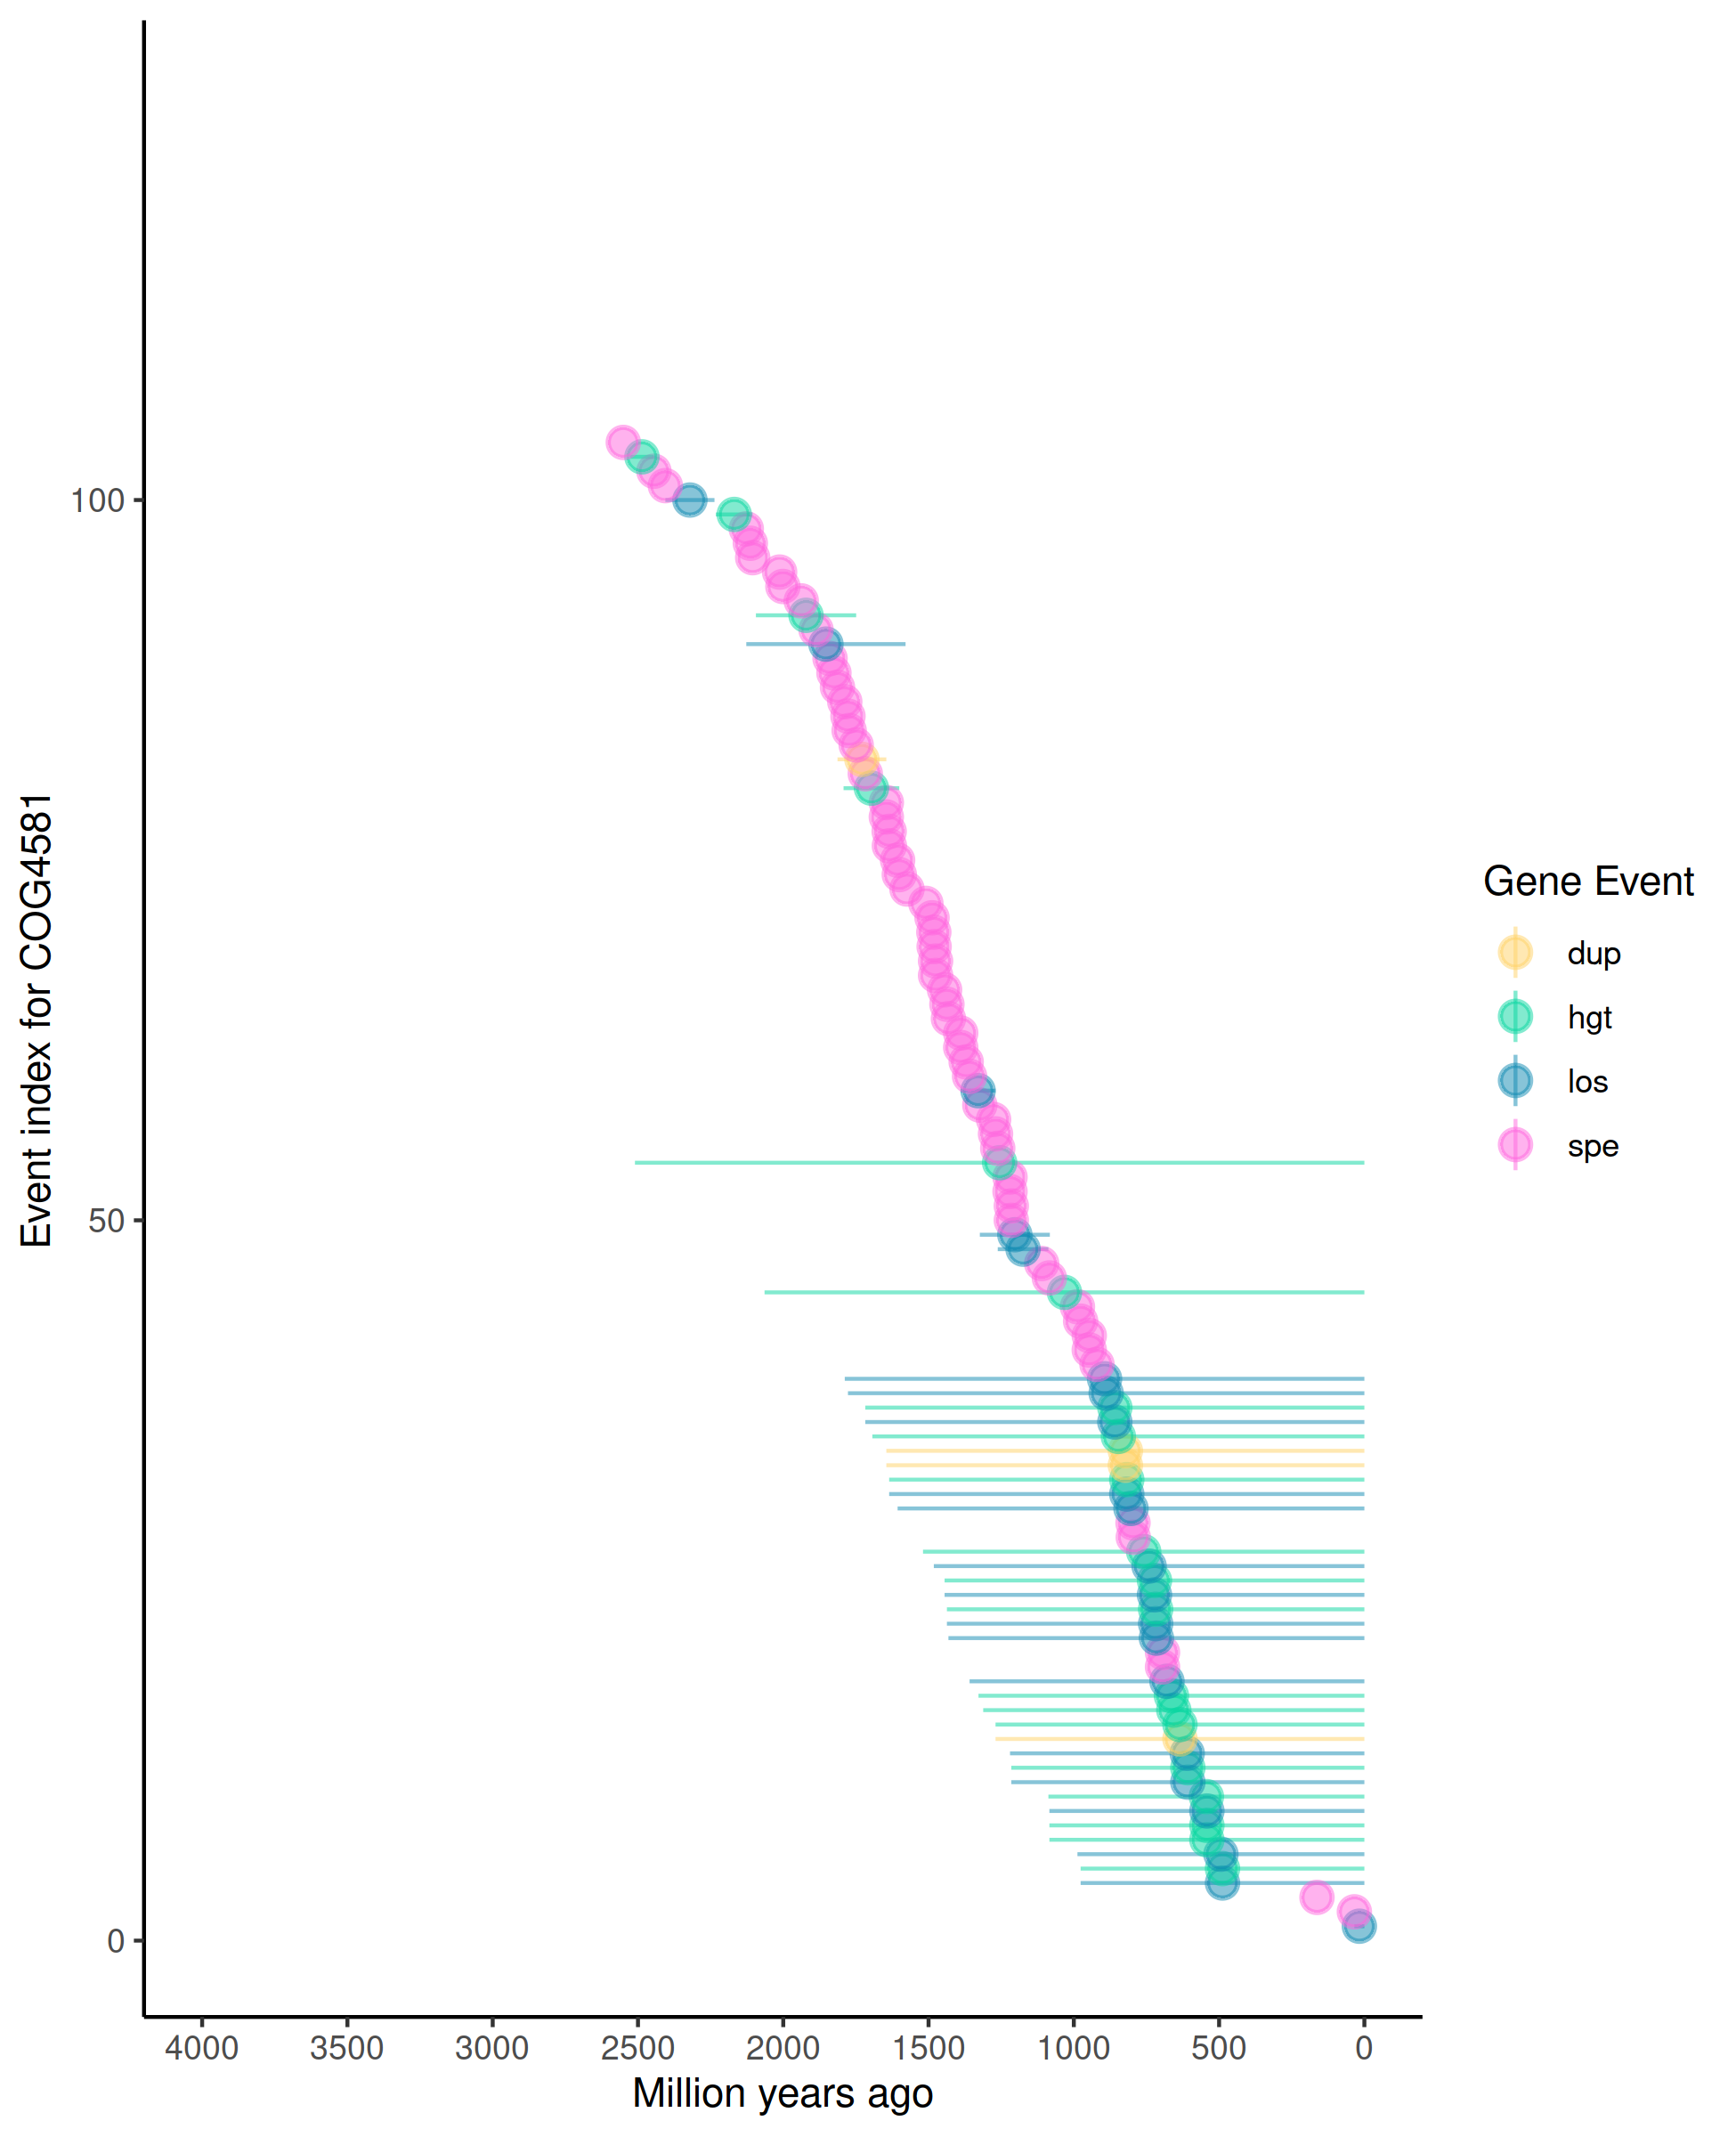 Event index for COG4581
100
50
0
4000 3500 3000 2500 2000 1500 1000 500 0
Million years ago
Gene Event
dup
hgt
los
spe